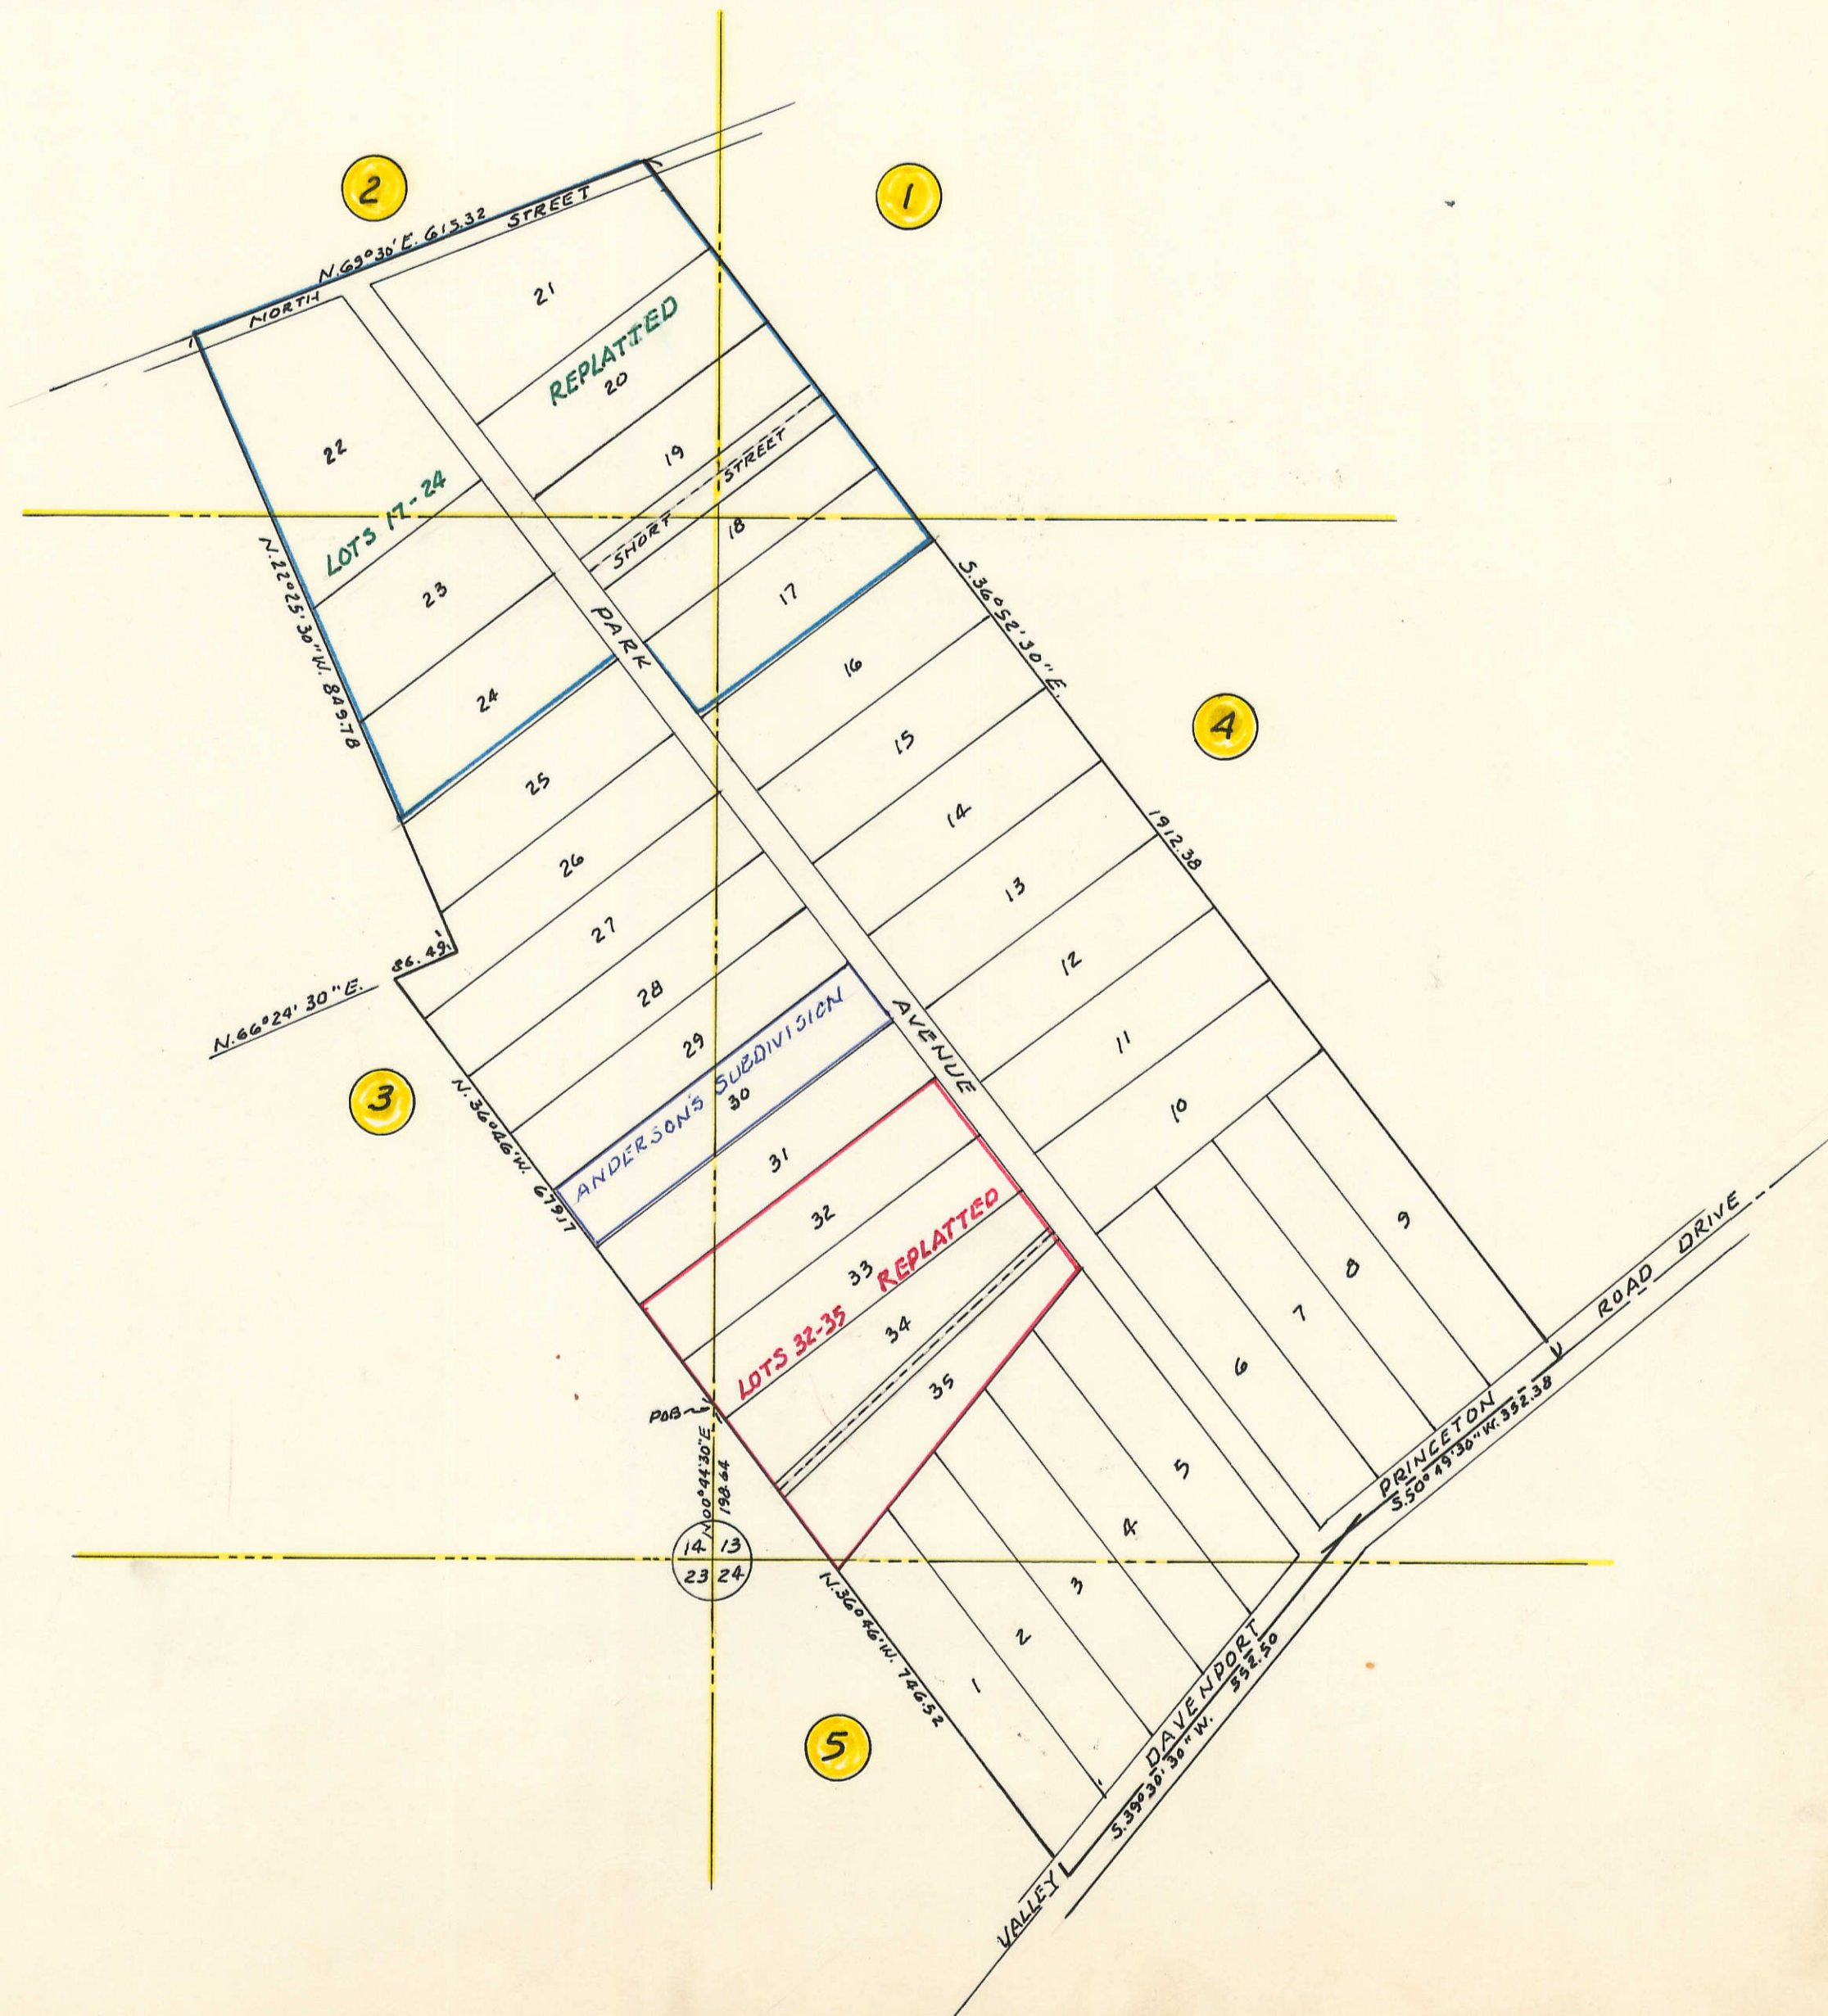 2
1
N.69°30'E. 615.32
STREET
NORTH
21
REPLATTED
20
22
19
STREET
LOTS 17-24
SHORT
18
N.22°25'30"W. 849.78
23
17
S.36°52'30"E.
PARK
16
24
4
15
25
14
1912.38
26
13
27
86.49'
12
N.66°24'30"E.
28
ANDERSON'S SUBDIVISION
AVENUE
11
29
30
3
10
N.36°46'W. 679.17
31
32
9
33
REPLATTED
8
ROAD DRIVE
7
LOTS 32-35
34
6
35
POB
PRINCETON
S.50°49'30"W. 352.38
N00°44'30"E
198.64
5
4
14 13
23 24
3
N.36°46'W. 746.52
2
1
DAVENPORT
S.39°30'30"W. 352.50
5
VALLEY